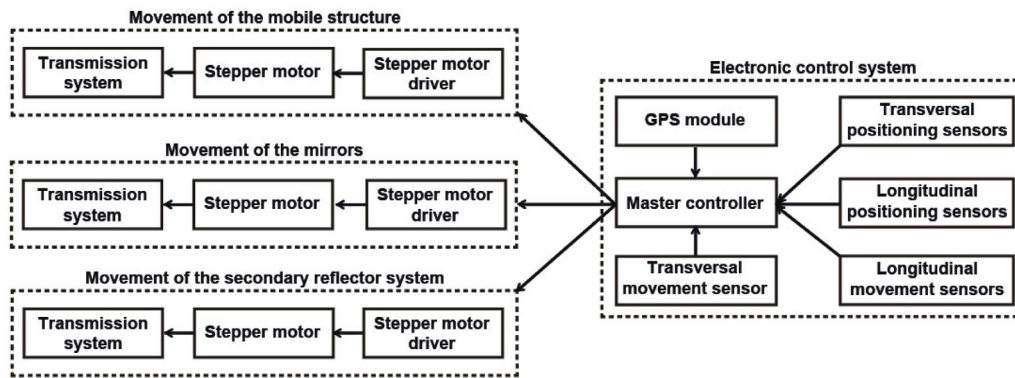 Movement of the mobile structure
Transmission
system
Stepper motor
Stepper motor
driver
Movement of the mirrors
Transmission
system
Stepper motor
Stepper motor
driver
Movement of the secondary reflector system
Transmission
system
Stepper motor
Stepper motor
driver
Electronic control system
GPS module
Master controller
Transversal
movement sensor
Transversal
positioning sensors
Longitudinal
positioning sensors
Longitudinal
movement sensors